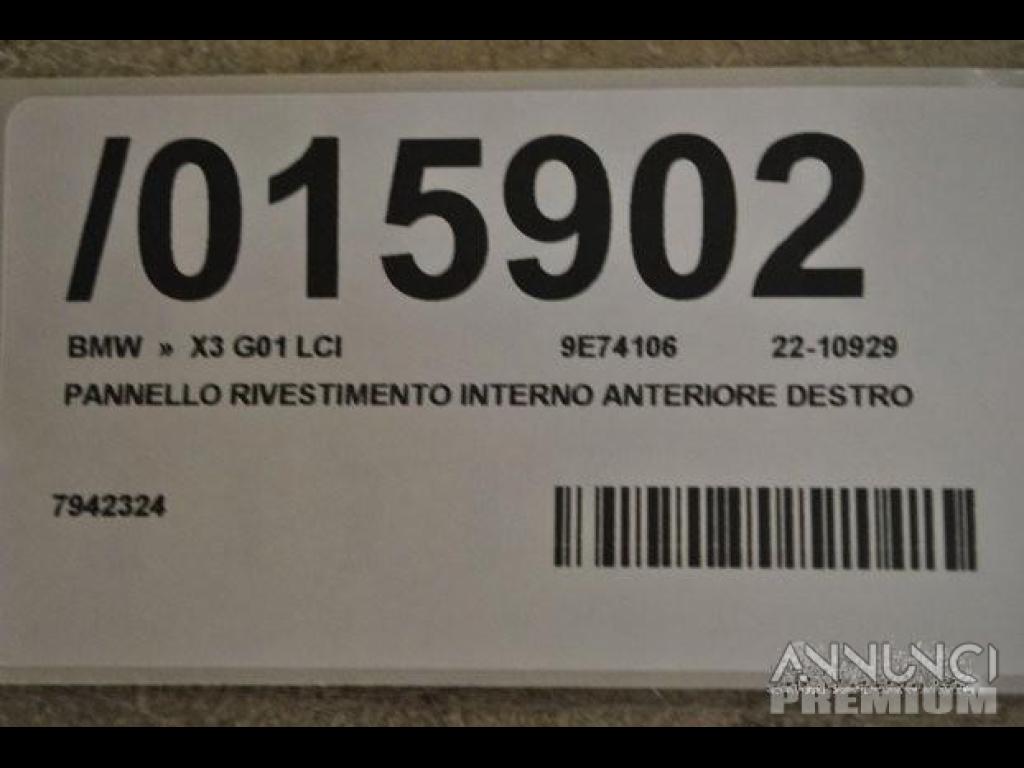 /015902
BMW » X3 G01 LCI 9E74106 22-10929
PANNELLO RIVESTIMENTO INTERNO ANTERIORE DESTRO
7942324
ANNUNCI
PREMIUM